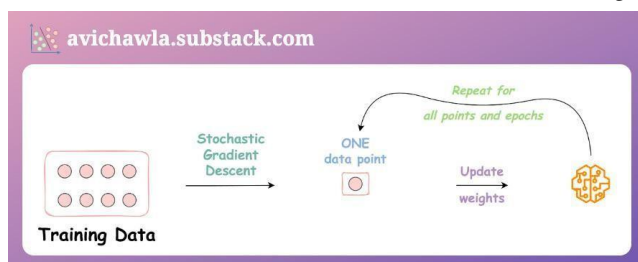 avichawla.substack.com
Repeat for
all points and epochs
Stochastic
Gradient
Descent
ONE
data point
Update
weights
Training Data